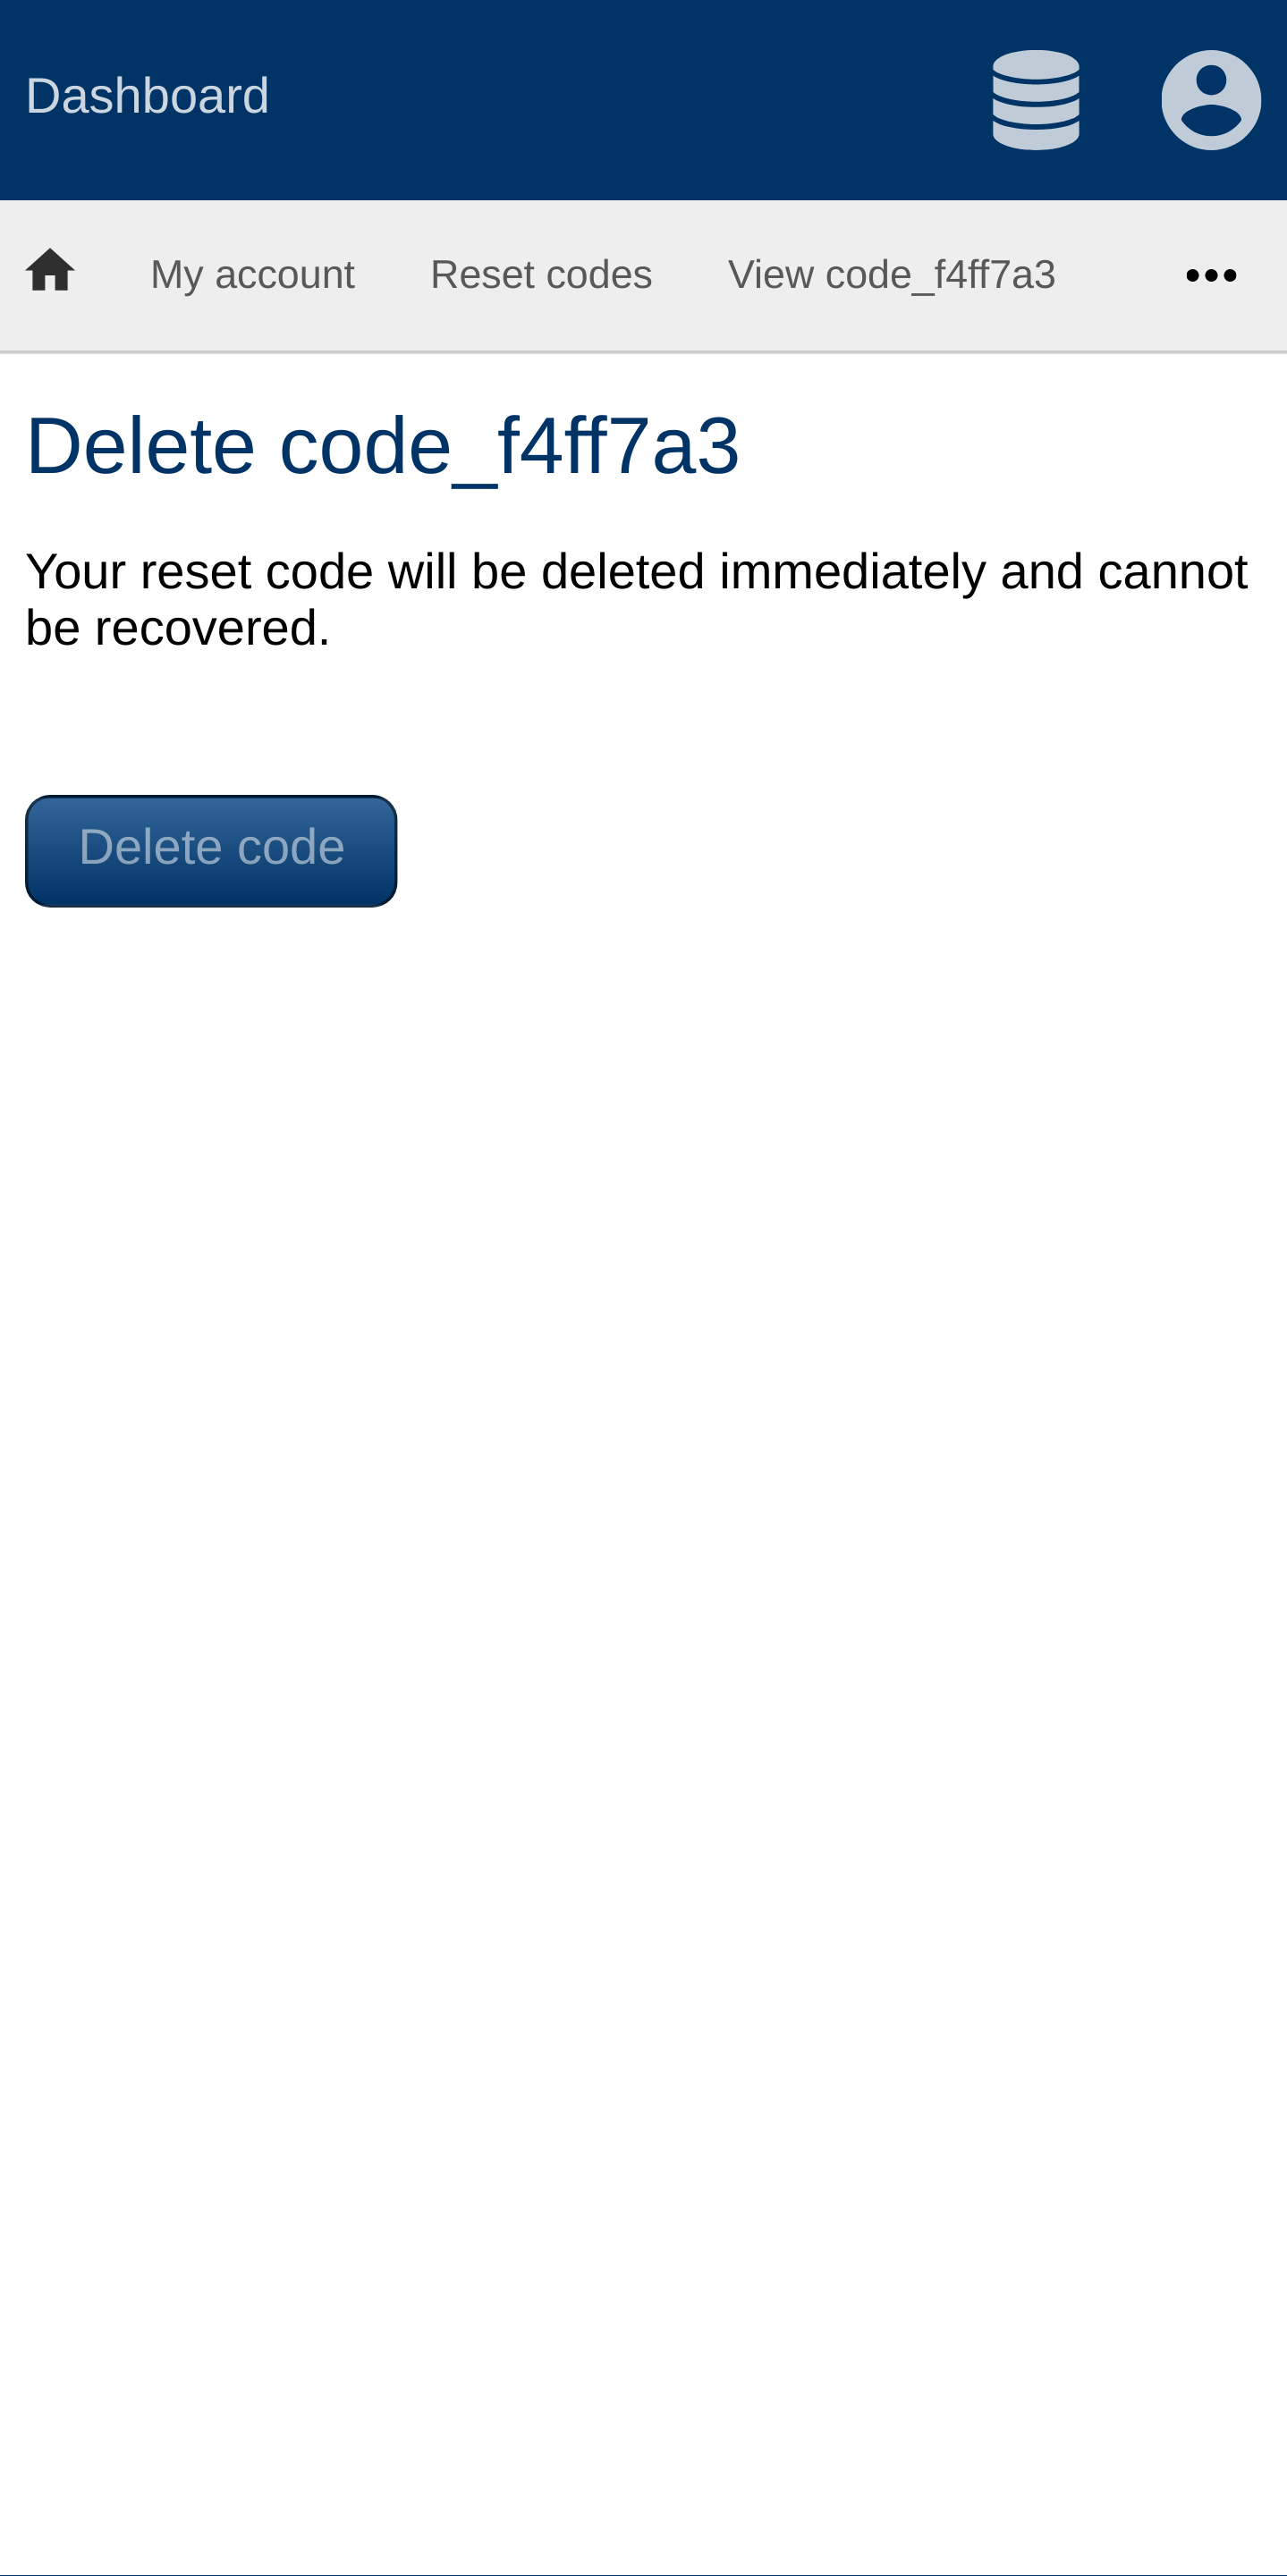 Dashboard
My account Reset codes View code_f4ff7a3 •••
Delete code_f4ff7a3
Your reset code will be deleted immediately and cannot
be recovered.
Delete code